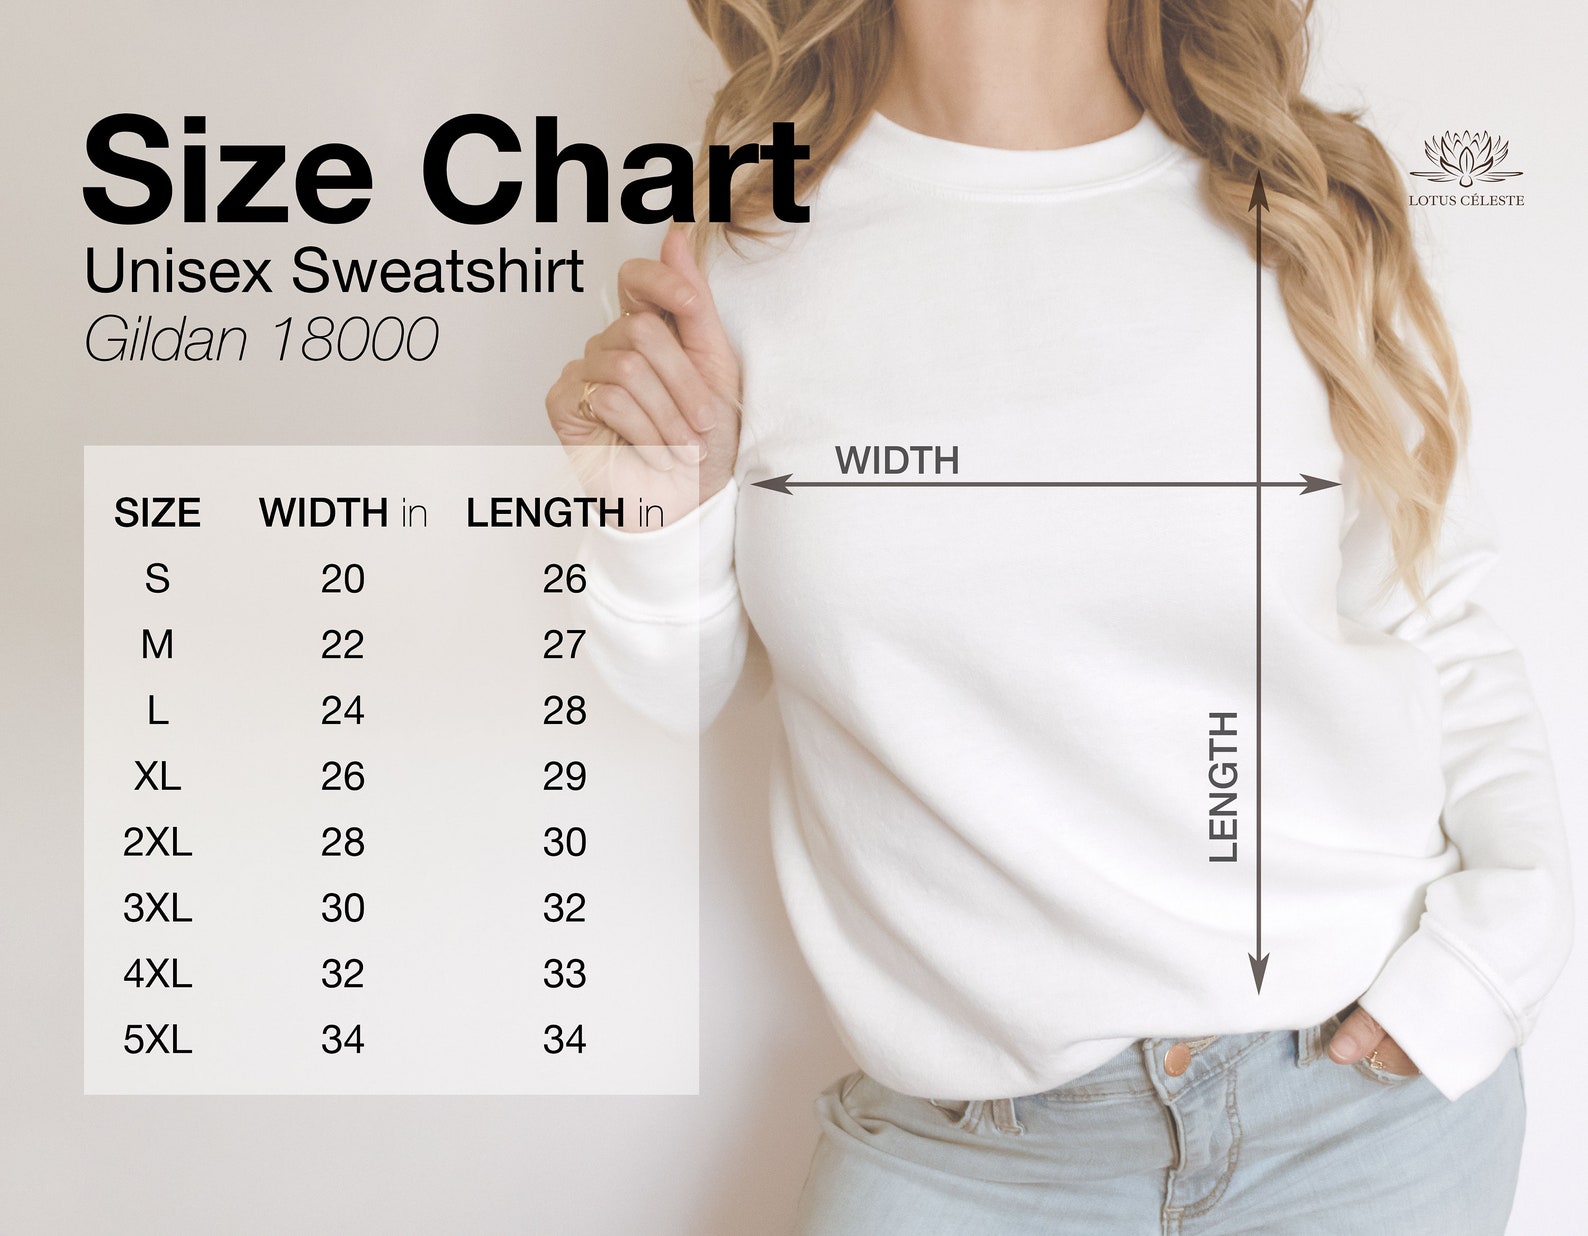 Size Chart
Unisex Sweatshirt
Gildan 18000
LOTUS CÉLESTE
WIDTH
LENGTH
SIZE WIDTH in LENGTH in
S 20 26
M 22 27
L 24 28
XL 26 29
2XL 28 30
3XL 30 32
4XL 32 33
5XL 34 34